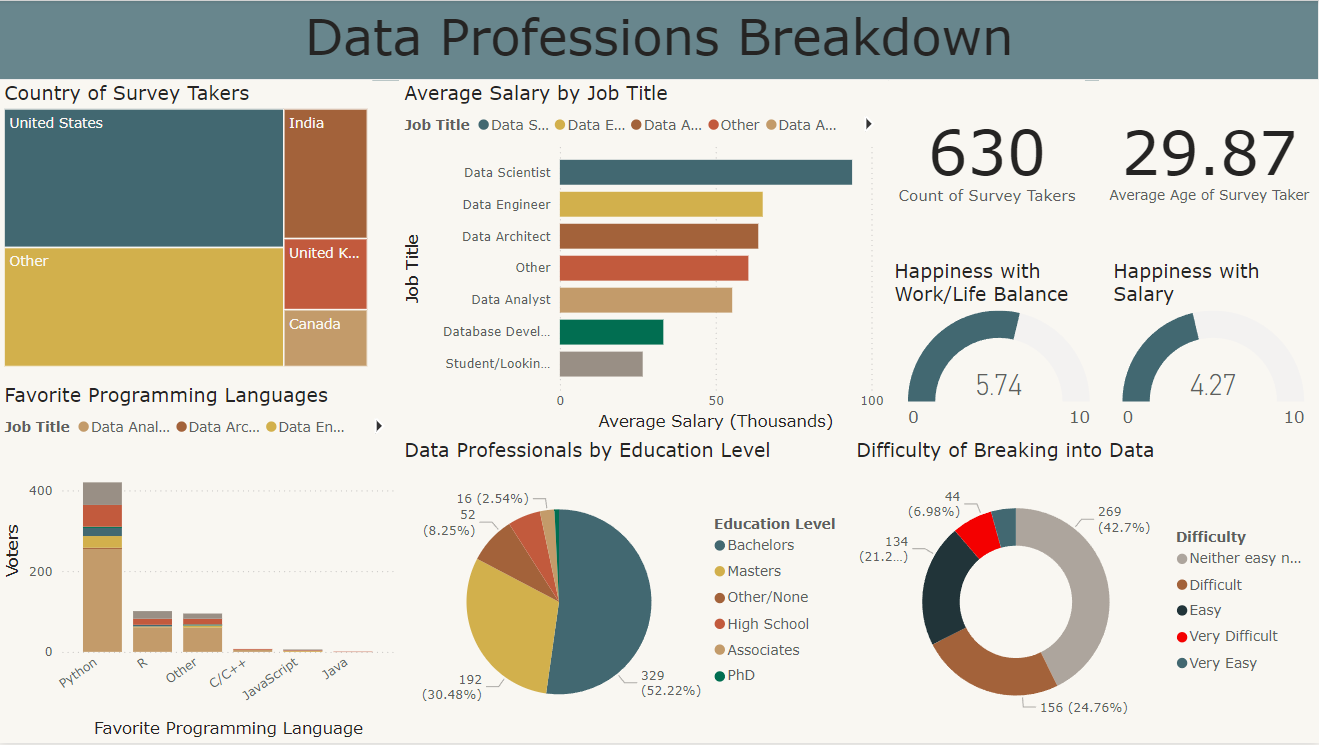 Data Professions Breakdown
Country of Survey Takers
United States
India
Other
United K...
Canada
Average Salary by Job Title
Job Title Data S... Data E... Data A... Other Data A...
Job Title
Data Scientist
Data Engineer
Data Architect
Other
Data Analyst
Database Devel...
Student/Lookin...
0 50 100
Average Salary (Thousands)
630
Count of Survey Takers
29.87
Average Age of Survey Taker
Happiness with
Work/Life Balance
5.74
0 10
Happiness with
Salary
4.27
0 10
Favorite Programming Languages
Job Title Data Anal... Data Arc... Data En...
Voters
400
200
0
Python R Other C/C++ JavaScript Java
Favorite Programming Language
Data Professionals by Education Level
16 (2.54%)
52
(8.25%)
192
(30.48%)
329
(52.22%)
Education Level
Bachelors
Masters
Other/None
High School
Associates
PhD
Difficulty of Breaking into Data
44
(6.98%)
134
(21.2...)
269
(42.7%)
156 (24.76%)
Difficulty
Neither easy n...
Difficult
Easy
Very Difficult
Very Easy